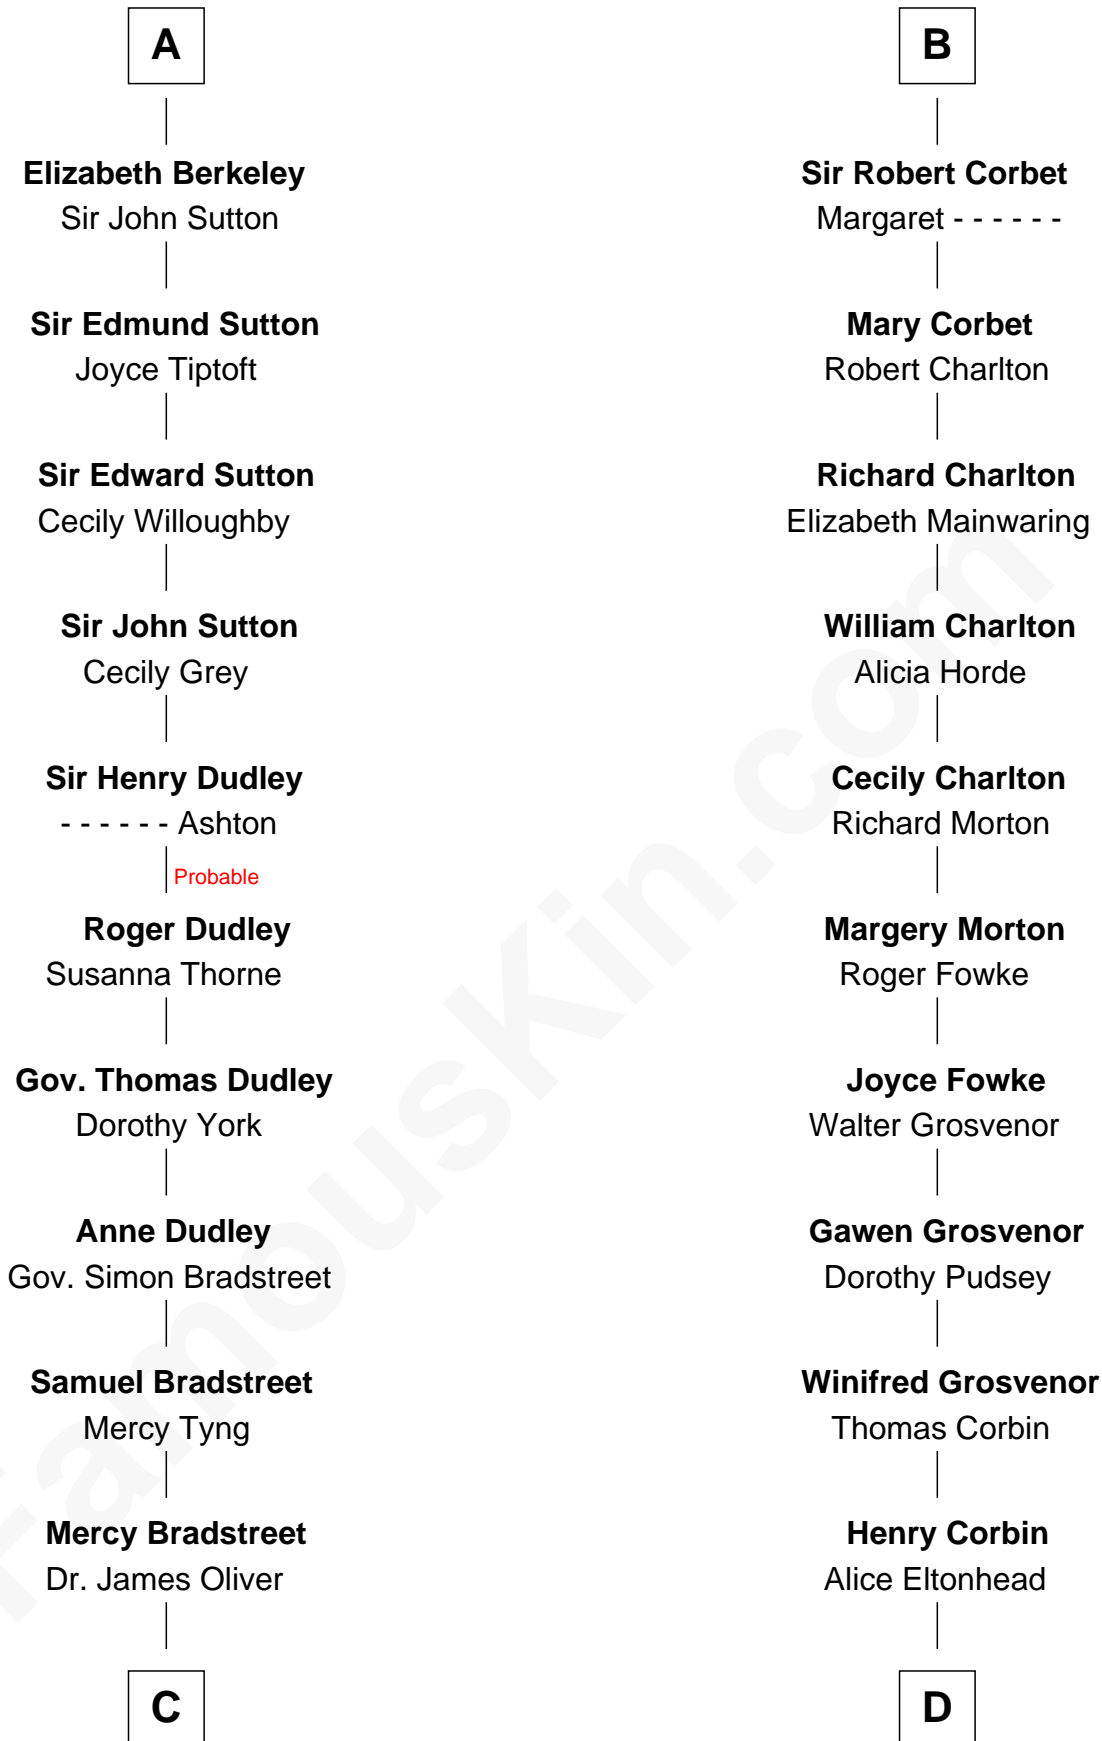 A
Elizabeth Berkeley
Sir John Sutton
Sir Edmund Sutton
Joyce Tiptoft
Sir Edward Sutton
Cecily Willoughby
Sir John Sutton
Cecily Grey
Sir Henry Dudley
- - - - - - Ashton
Probable
Roger Dudley
Susanna Thorne
Gov. Thomas Dudley
Dorothy York
Anne Dudley
Gov. Simon Bradstreet
Samuel Bradstreet
Mercy Tyng
Mercy Bradstreet
Dr. James Oliver
C
B
Sir Robert Corbet
Margaret - - - - - -
Mary Corbet
Robert Charlton
Richard Charlton
Elizabeth Mainwaring
William Charlton
Alicia Horde
Cecily Charlton
Richard Morton
Margery Morton
Roger Fowke
Joyce Fowke
Walter Grosvenor
Gawen Grosvenor
Dorothy Pudsey
Winifred Grosvenor
Thomas Corbin
Henry Corbin
Alice Eltonhead
D
FamousKin.com